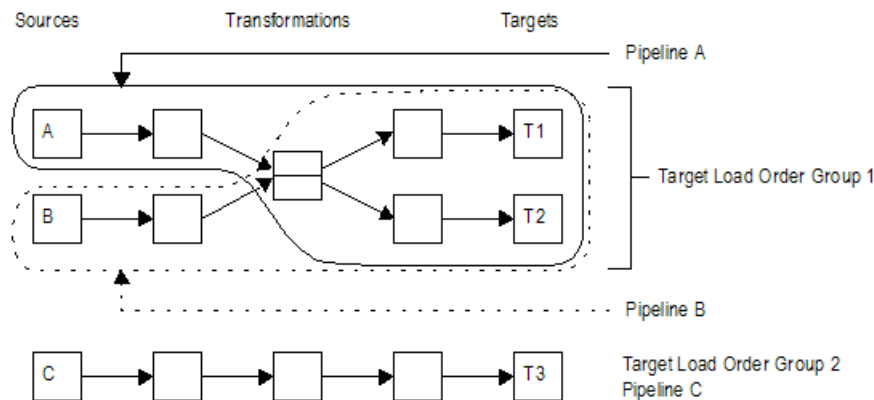 Sources
Transformations
Targets
Pipeline A
A
T1
Target Load Order Group 1
B
T2
Pipeline B
C
T3
Target Load Order Group 2
Pipeline C